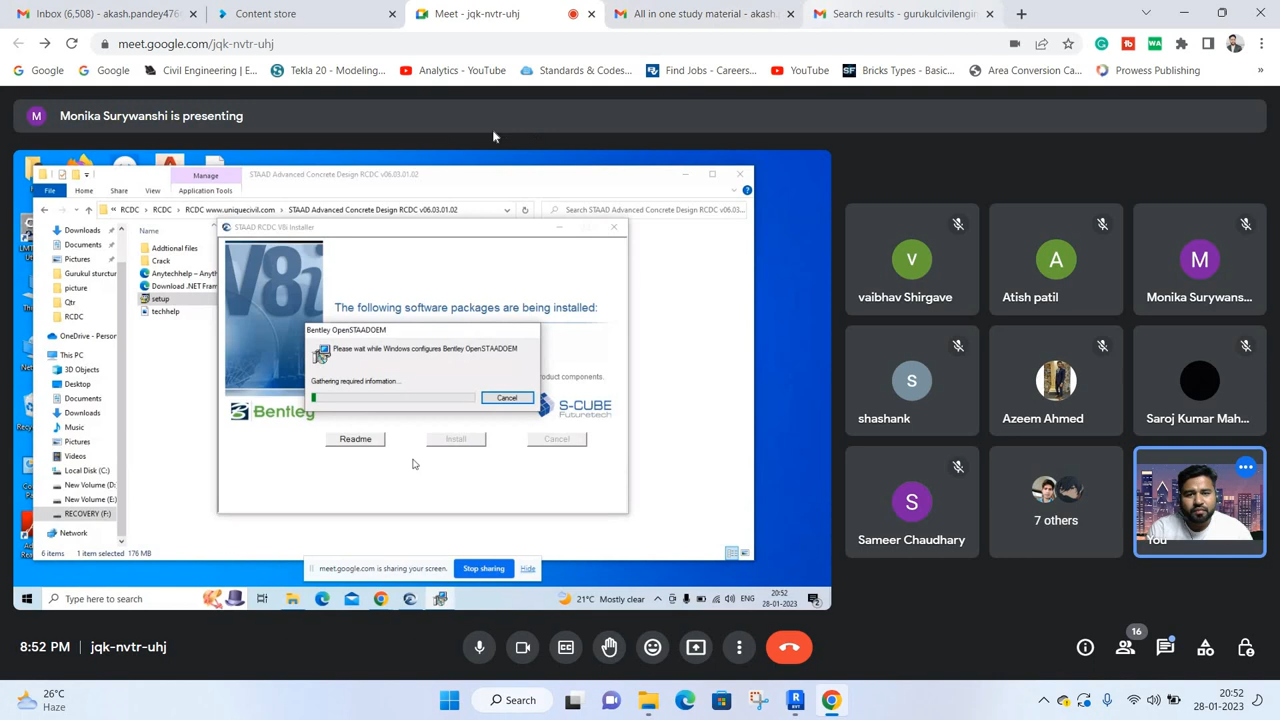 Inbox (6,508) - akash.pandey476
Content store
Meet - jqk-nvtr-uhj
All in one study material - akash.
Search results - gurukulcivilengin
meet.google.com/jqk-nvtr-uhj
Google
Google
Civil Engineering | E...
Tekla 20 - Modeling...
Analytics - YouTube
Standards & Codes...
Find Jobs - Careers...
YouTube
Bricks Types - Basic...
Area Conversion Ca...
Prowess Publishing
M
Monika Surywanshi is presenting
Manage
STAAD Advanced Concrete Design RCDC v06.03.01.02
File
Home
Share
View
Application Tools
RCDC
RCDC
RCDC www.uniquecivil.com
STAAD Advanced Concrete Design RCDC v06.03.01.02
Search STAAD Advanced Concrete Design RCDC v06.03...
Downloads
Documents
Pictures
Gurukul sturctur
picture
Qtr
RCDC
OneDrive - Person
This PC
3D Objects
Desktop
Documents
Downloads
Music
Pictures
Videos
Local Disk (C:)
New Volume (D:
New Volume (E:)
RECOVERY (F:)
Network
Name
Addtional files
Crack
Anytechhelp – Anyth
Download .NET Fram
setup
techhelp
STAAD RCDC V8i Installer
V8i
The following software packages are being installed:
Bentley OpenSTAADOEM
Please wait while Windows configures Bentley OpenSTAADOEM
Gathering required information...
Cancel
roduct components.
Bentley
S-CUBE
Futuretech
Readme
Install
Cancel
6 items
1 item selected 176 MB
meet.google.com is sharing your screen.
Stop sharing
Hide
Type here to search
21°C Mostly clear
ENG
20:52
28-01-2023
2
v
vaibhav Shirgave
A
Atish patil
M
Monika Surywans...
s
shashank
Azeem Ahmed
Saroj Kumar Mah...
S
Sameer Chaudhary
7 others
You
8:52 PM
jqk-nvtr-uhj
16
26°C
Haze
Search
20:52
28-01-2023